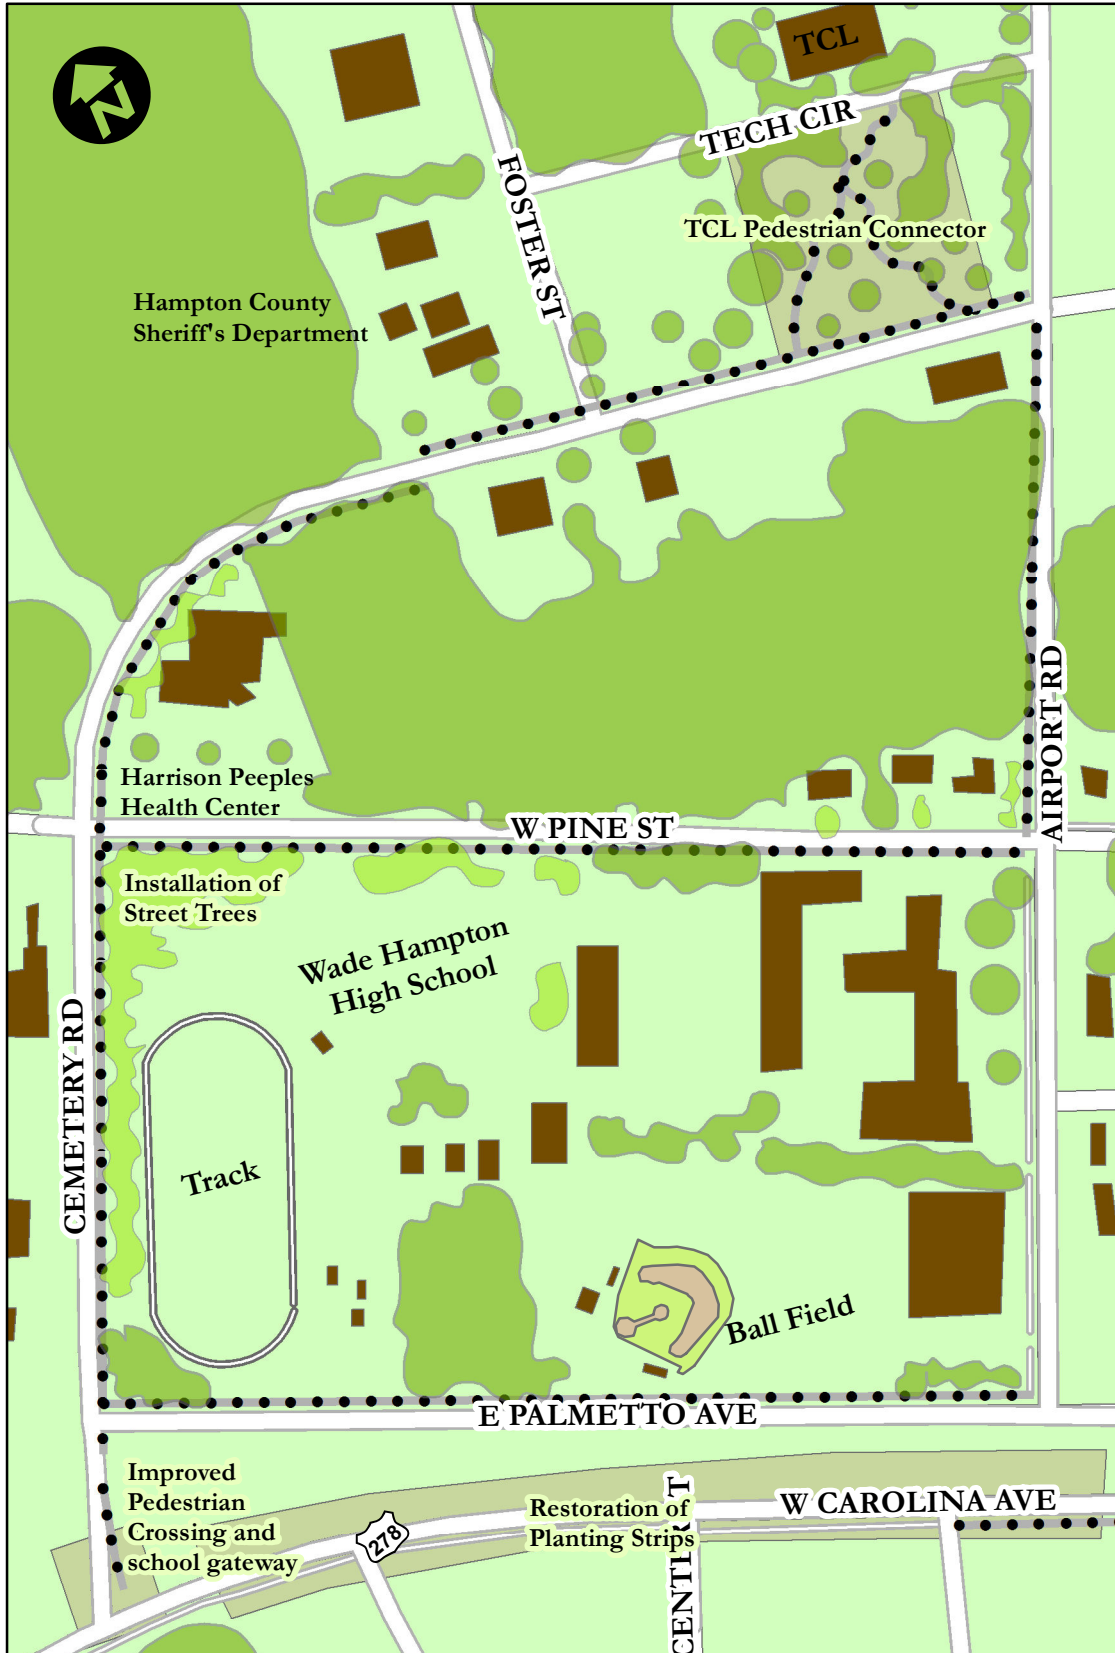 TCL
N
TECH CIR
FOSTER ST
TCL Pedestrian Connector
Hampton County
Sheriff's Department
AIRPORT RD
Harrison Peeples
Health Center
W PINE ST
Installation of
Street Trees
Wade Hampton
High School
CEMETERY RD
Track
Ball Field
E PALMETTO AVE
Improved
Pedestrian
Crossing and
school gateway
Restoration of
Planting Strips
W CAROLINA AVE
278